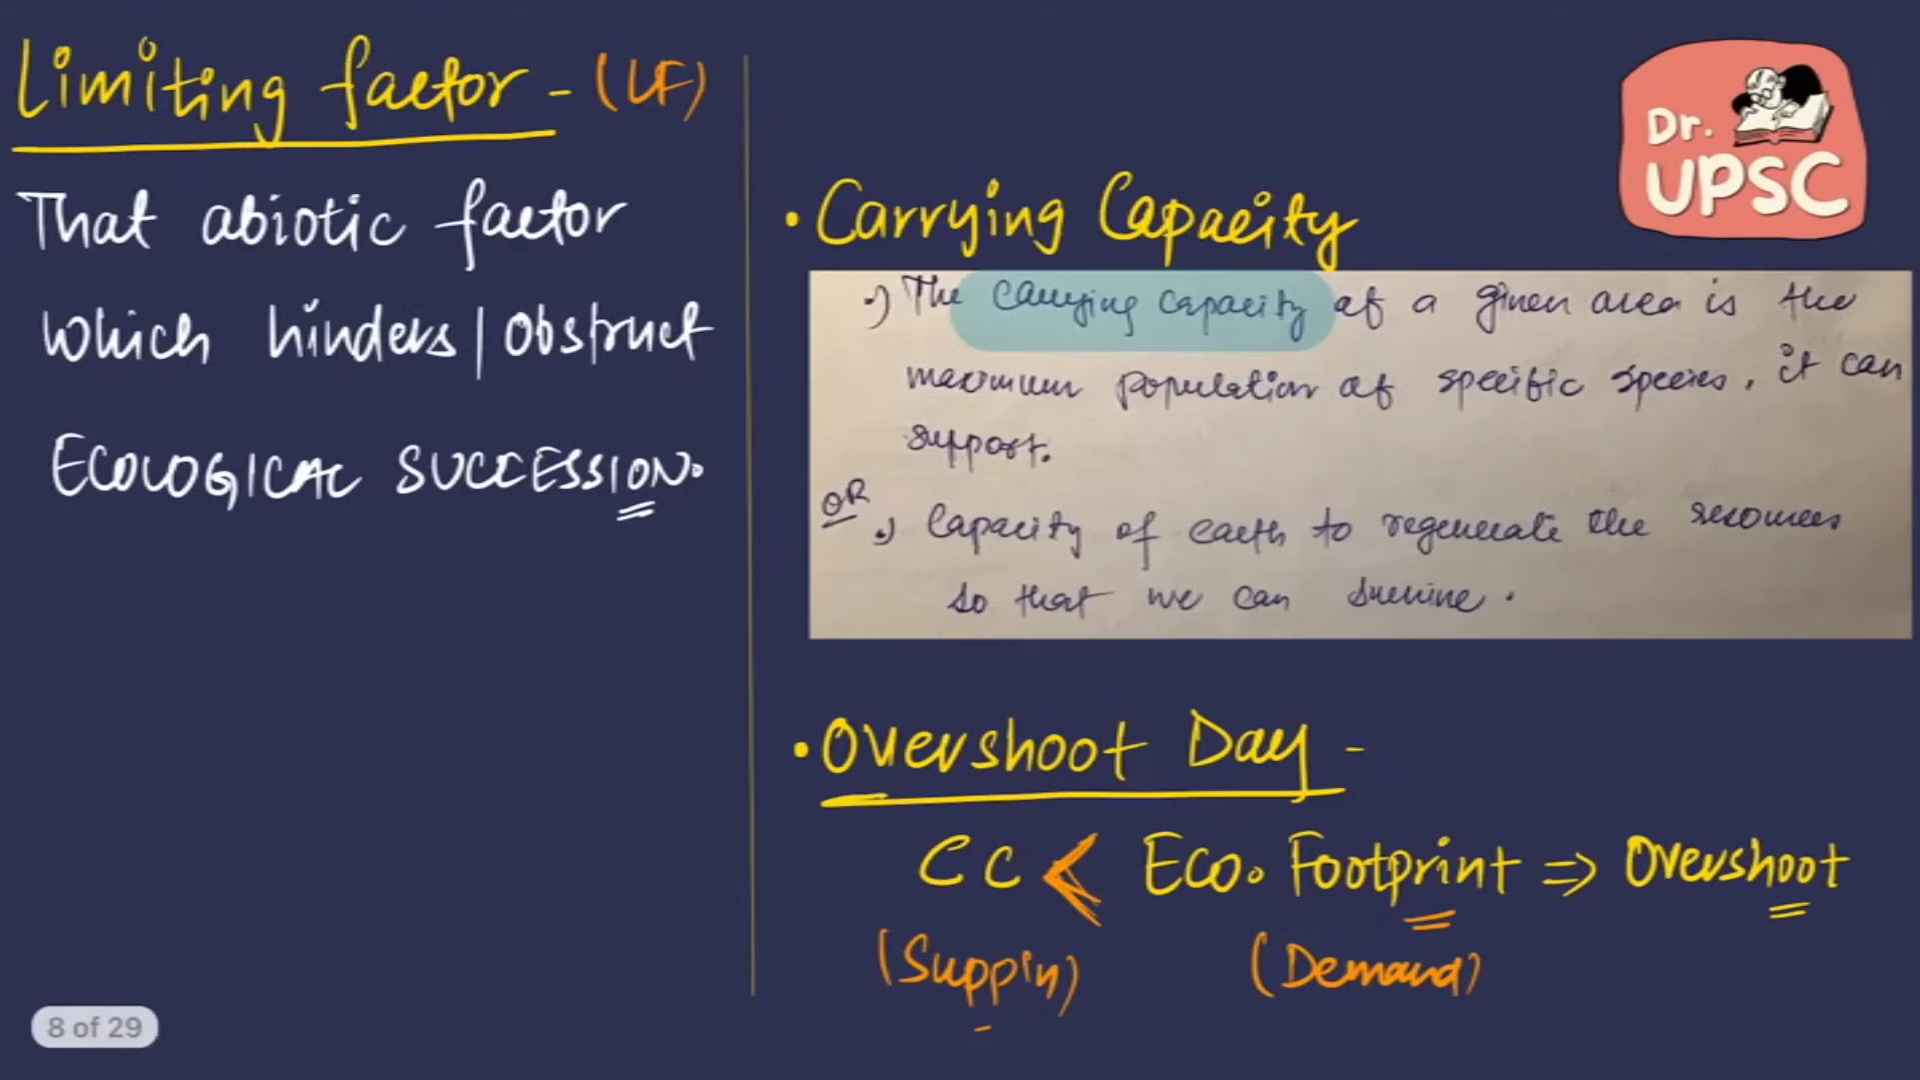 Limiting factor - (LF)
That abiotic factor
which hinders/obstruct
ECOLOGICAL SUCCESSION.
Dr.
UPSC
• Carrying Capacity
•) The carrying capacity of a given area is the
maximum population of specific species, it can
support.
OR
•) Capacity of earth to regenerate the resources
so that we can survive.
• Overshoot Day -
CC < Eco. Footprint => Overshoot
(Supply) (Demand)
8 of 29